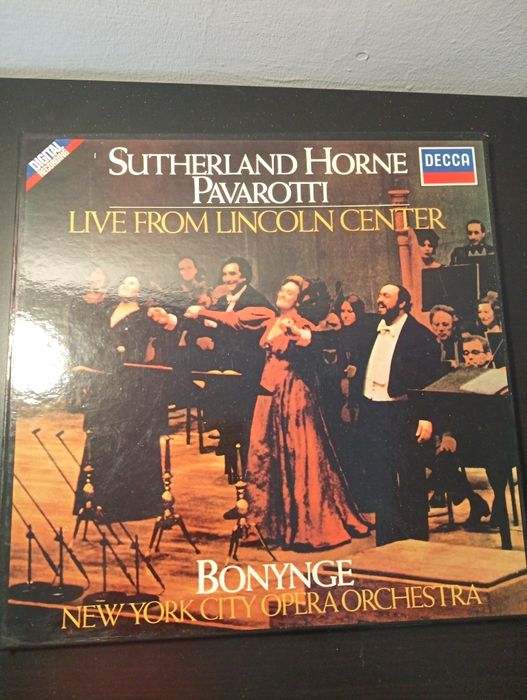 DIGITAL
RECORDING
SUTHERLAND HORNE
PAVAROTTI
DECCA
LIVE FROM LINCOLN CENTER
BONYNGE
NEW YORK CITY OPERA ORCHESTRA